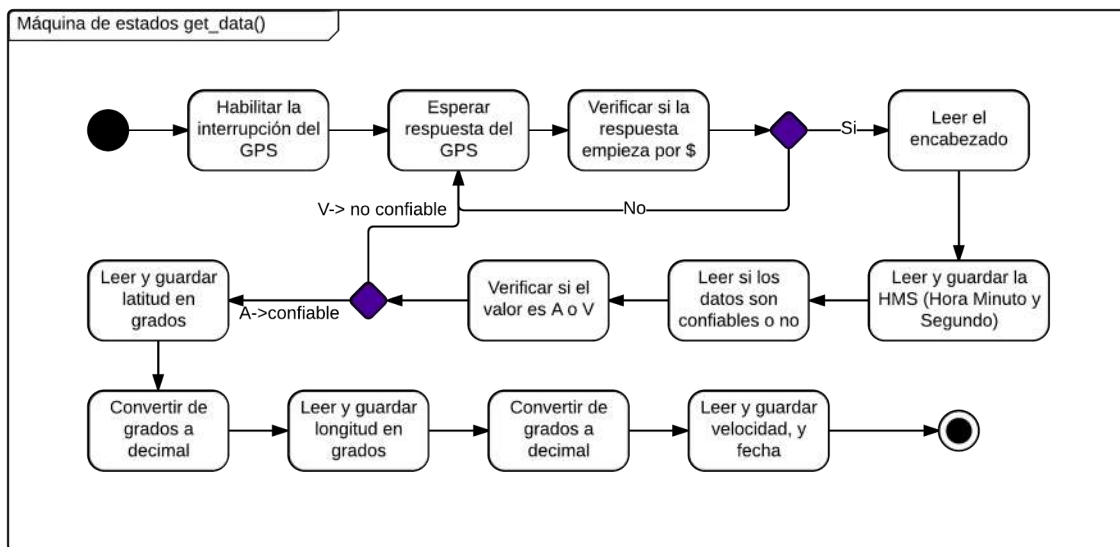 Máquina de estados get_data()
Habilitar la
interrupción del
GPS
Esperar
respuesta del
GPS
Verificar si la
respuesta
empieza por $
Si
Leer el
encabezado
V-> no confiable
No
Leer y guardar
latitud en
grados
A->confiable
Verificar si el
valor es A o V
Leer si los
datos son
confiables o no
Leer y guardar la
HMS (Hora Minuto y
Segundo)
Convertir de
grados a
decimal
Leer y guardar
longitud en
grados
Convertir de
grados a
decimal
Leer y guardar
velocidad, y
fecha